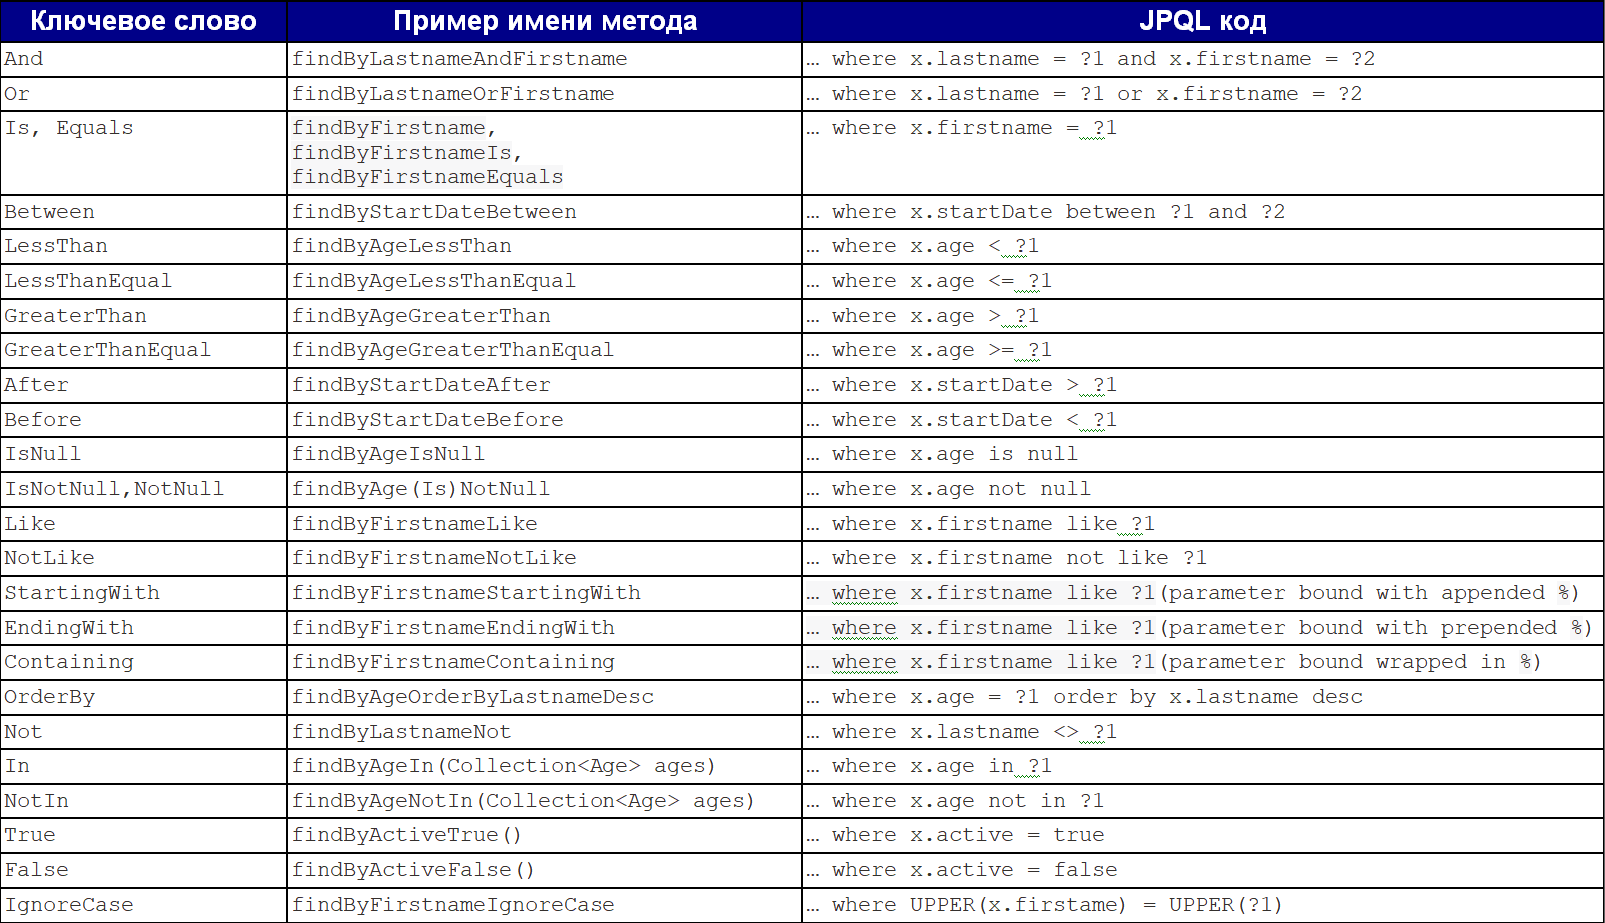 Ключевое слово Пример имени метода JPQL код
And findByLastnameAndFirstname … where x.lastname = ?1 and x.firstname = ?2
Or findByLastnameOrFirstname … where x.lastname = ?1 or x.firstname = ?2
Is, Equals findByFirstname, … where x.firstname = ?1
findByFirstnameIs,
findByFirstnameEquals
Between findByStartDateBetween … where x.startDate between ?1 and ?2
LessThan findByAgeLessThan … where x.age < ?1
LessThanEqual findByAgeLessThanEqual … where x.age <= ?1
GreaterThan findByAgeGreaterThan … where x.age > ?1
GreaterThanEqual findByAgeGreaterThanEqual … where x.age >= ?1
After findByStartDateAfter … where x.startDate > ?1
Before findByStartDateBefore … where x.startDate < ?1
IsNull findByAgeIsNull … where x.age is null
IsNotNull,NotNull findByAge(Is)NotNull … where x.age not null
Like findByFirstnameLike … where x.firstname like ?1
NotLike findByFirstnameNotLike … where x.firstname not like ?1
StartingWith findByFirstnameStartingWith … where x.firstname like ?1(parameter bound with appended %)
EndingWith findByFirstnameEndingWith … where x.firstname like ?1(parameter bound with prepended %)
Containing findByFirstnameContaining … where x.firstname like ?1(parameter bound wrapped in %)
OrderBy findByAgeOrderByLastnameDesc … where x.age = ?1 order by x.lastname desc
Not findByLastnameNot … where x.lastname <> ?1
In findByAgeIn(Collection<Age> ages) … where x.age in ?1
NotIn findByAgeNotIn(Collection<Age> ages) … where x.age not in ?1
True findByActiveTrue() … where x.active = true
False findByActiveFalse() … where x.active = false
IgnoreCase findByFirstnameIgnoreCase … where UPPER(x.firstame) = UPPER(?1)